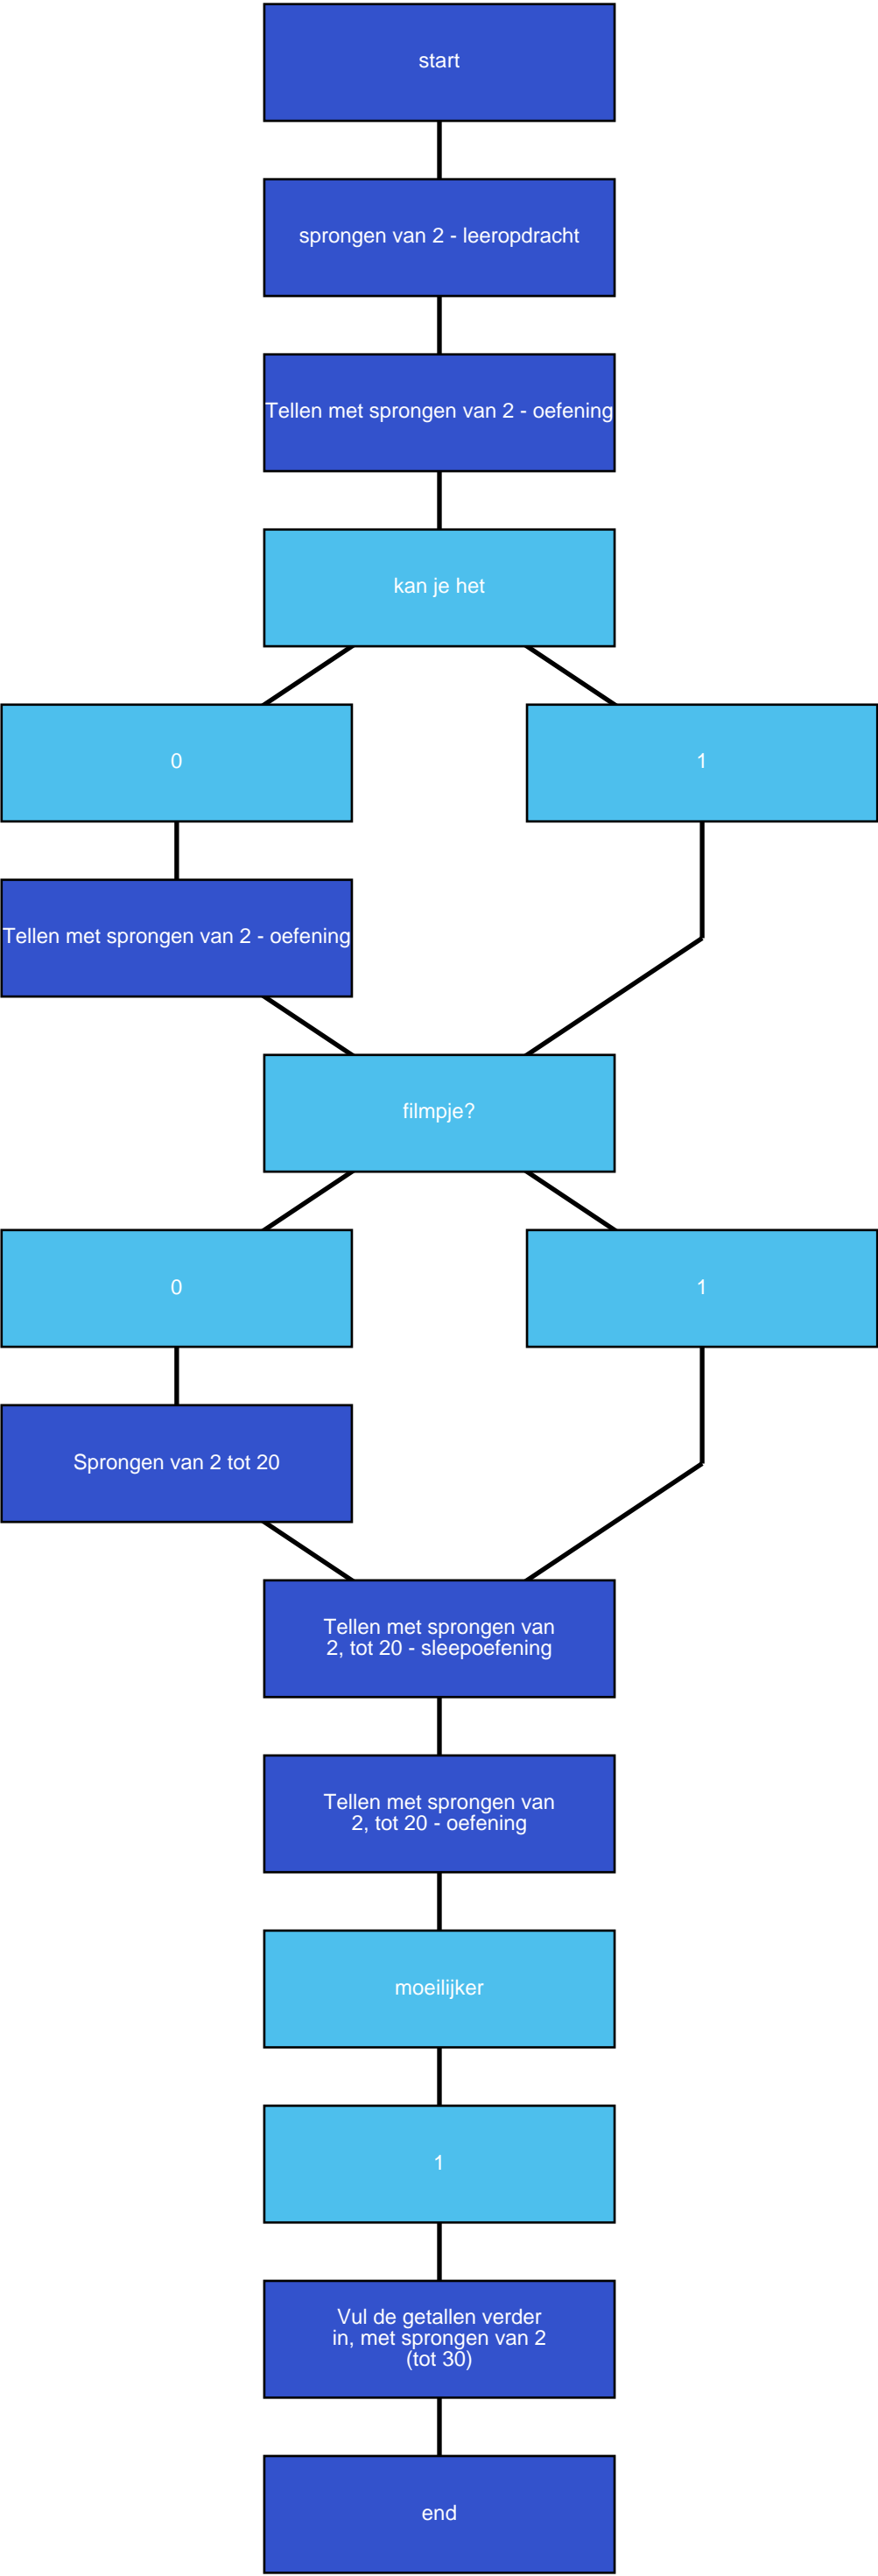 start
sprongen van 2 - leeropdracht
Tellen met sprongen van 2 - oefening
kan je het
0
1
Tellen met sprongen van 2 - oefening
filmpje?
0
1
Sprongen van 2 tot 20
Tellen met sprongen van
2, tot 20 - sleepoefening
Tellen met sprongen van
2, tot 20 - oefening
moeilijker
1
Vul de getallen verder
in, met sprongen van 2
(tot 30)
end